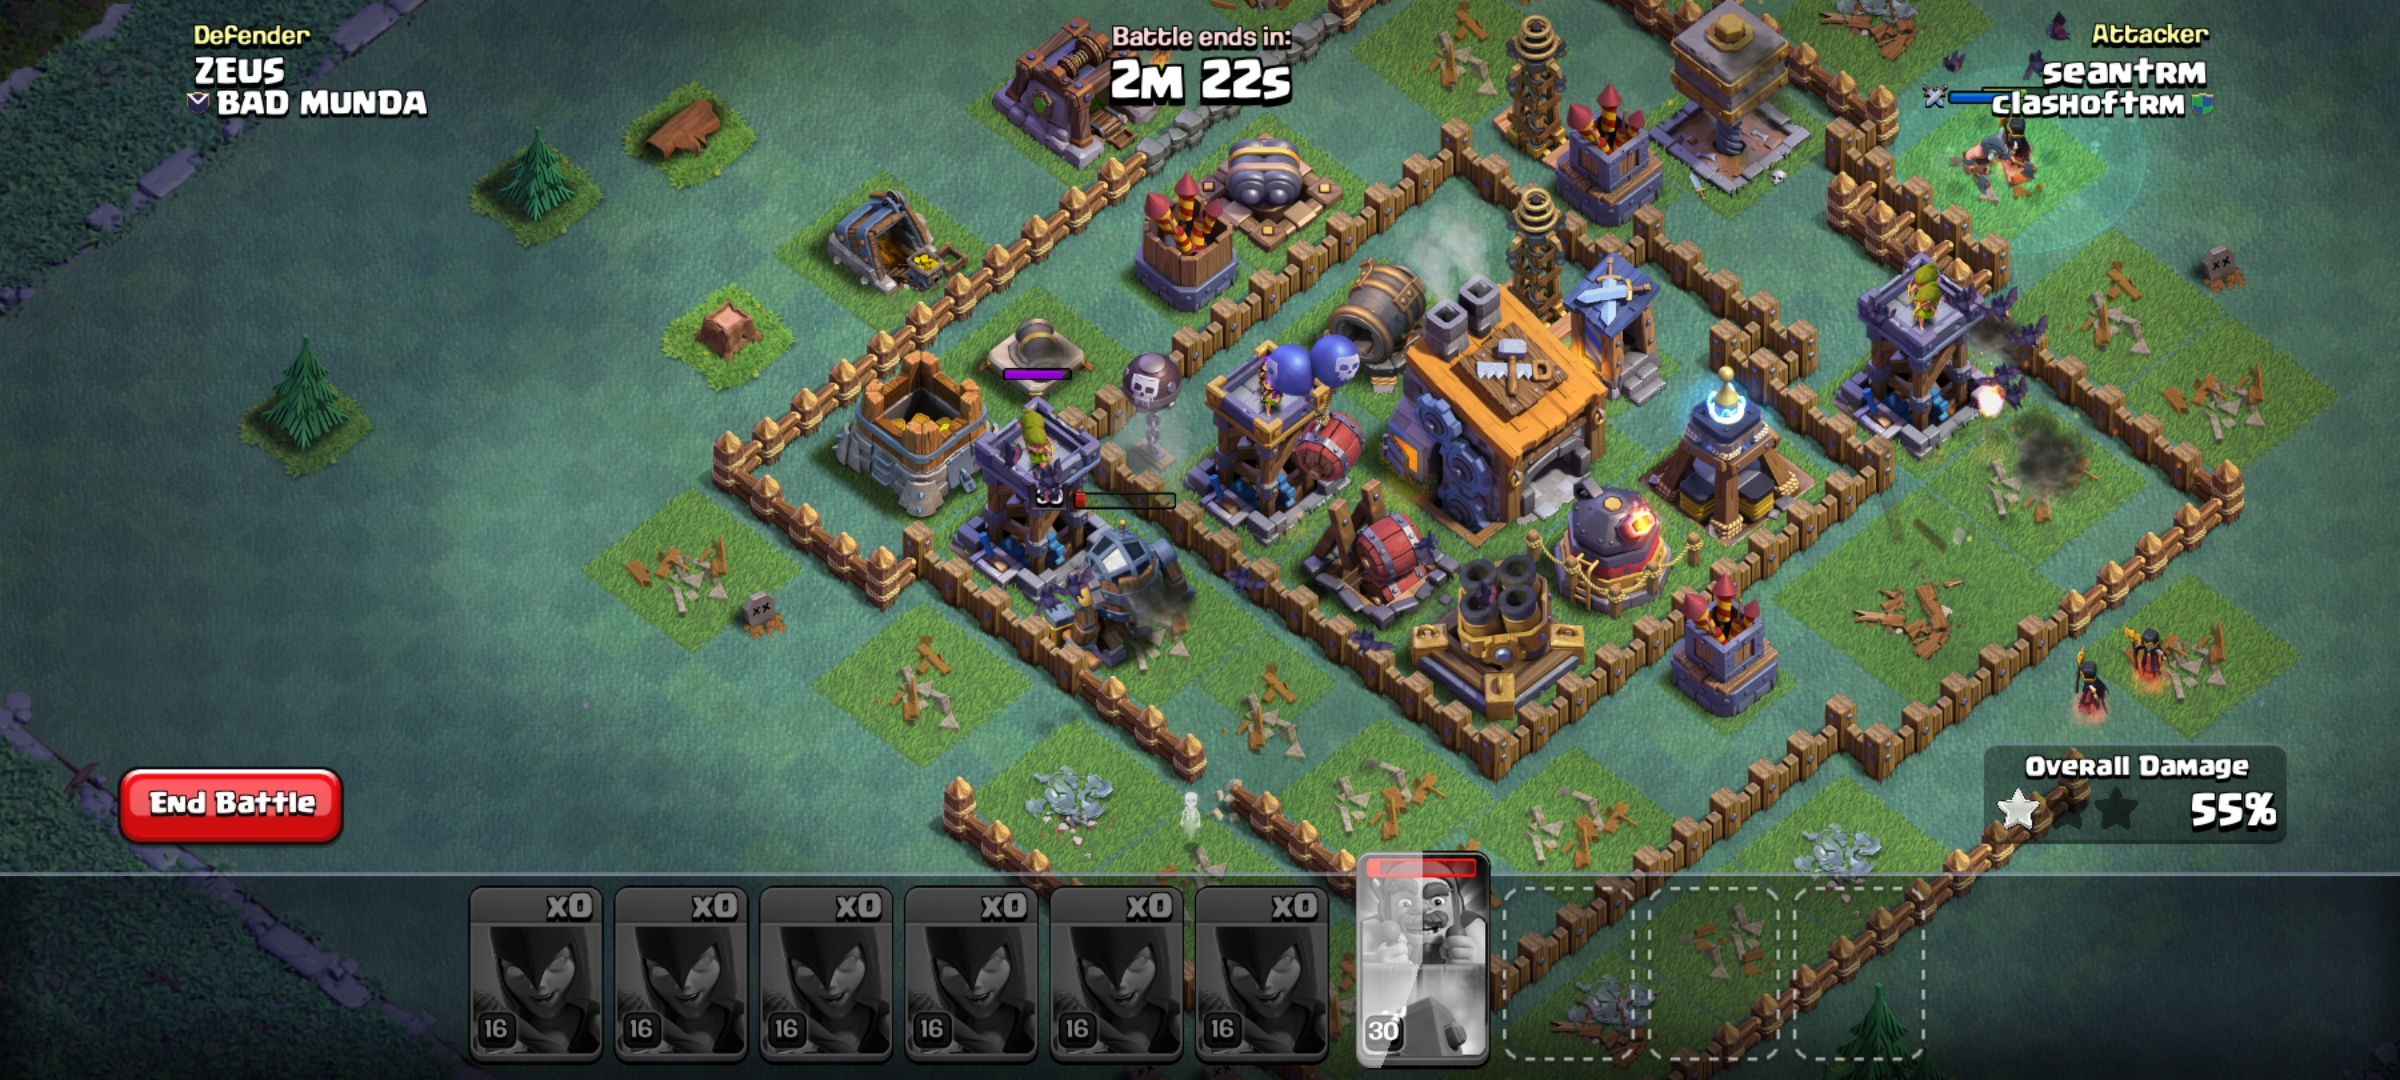 Defender
ZEUS
BAD MUNDA
Battle ends in:
2M 22S
Attacker
seantRM
clashoftRM
End Battle
Overall Damage
55%
x0
x0
x0
x0
x0
x0
16
16
16
16
16
16
30